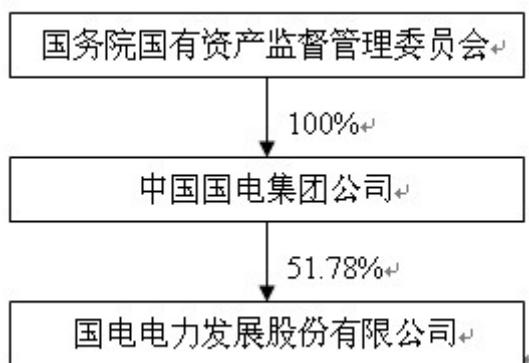 国务院国有资产监督管理委员会
100%
中国国电集团公司
51.78%
国电电力发展股份有限公司